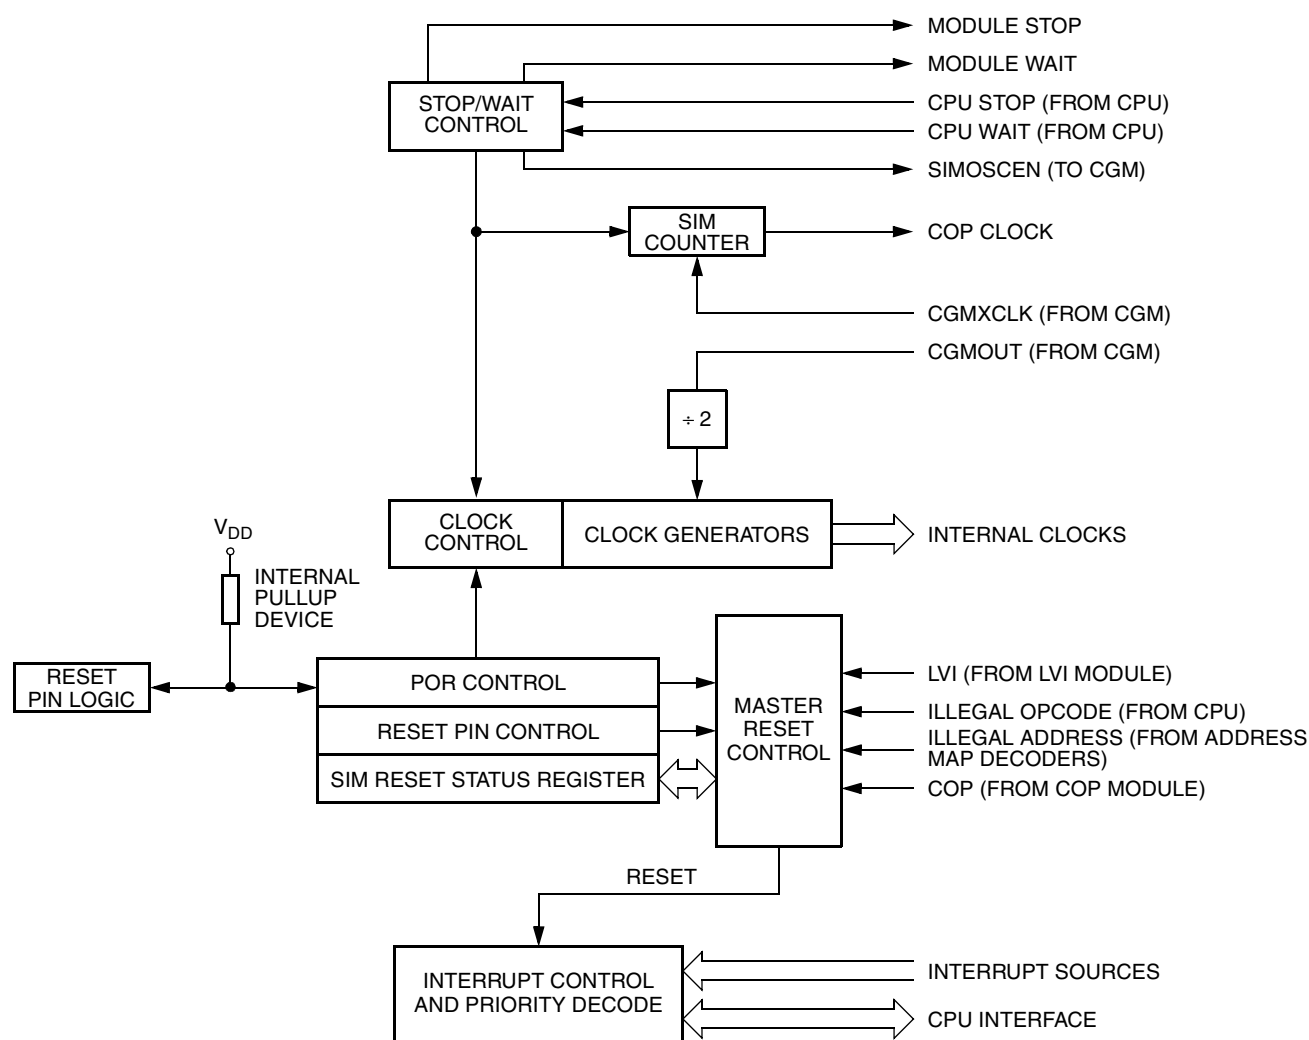 MODULE STOP
MODULE WAIT
STOP/WAIT
CONTROL
CPU STOP (FROM CPU)
CPU WAIT (FROM CPU)
SIMOSCEN (TO CGM)
SIM
COUNTER
COP CLOCK
CGMXCLK (FROM CGM)
CGMOUT (FROM CGM)
÷ 2
CLOCK
CONTROL
CLOCK GENERATORS
INTERNAL CLOCKS
VDD
INTERNAL
PULLUP
DEVICE
RESET
PIN LOGIC
POR CONTROL
RESET PIN CONTROL
SIM RESET STATUS REGISTER
MASTER
RESET
CONTROL
LVI (FROM LVI MODULE)
ILLEGAL OPCODE (FROM CPU)
ILLEGAL ADDRESS (FROM ADDRESS
MAP DECODERS)
COP (FROM COP MODULE)
RESET
INTERRUPT CONTROL
AND PRIORITY DECODE
INTERRUPT SOURCES
CPU INTERFACE